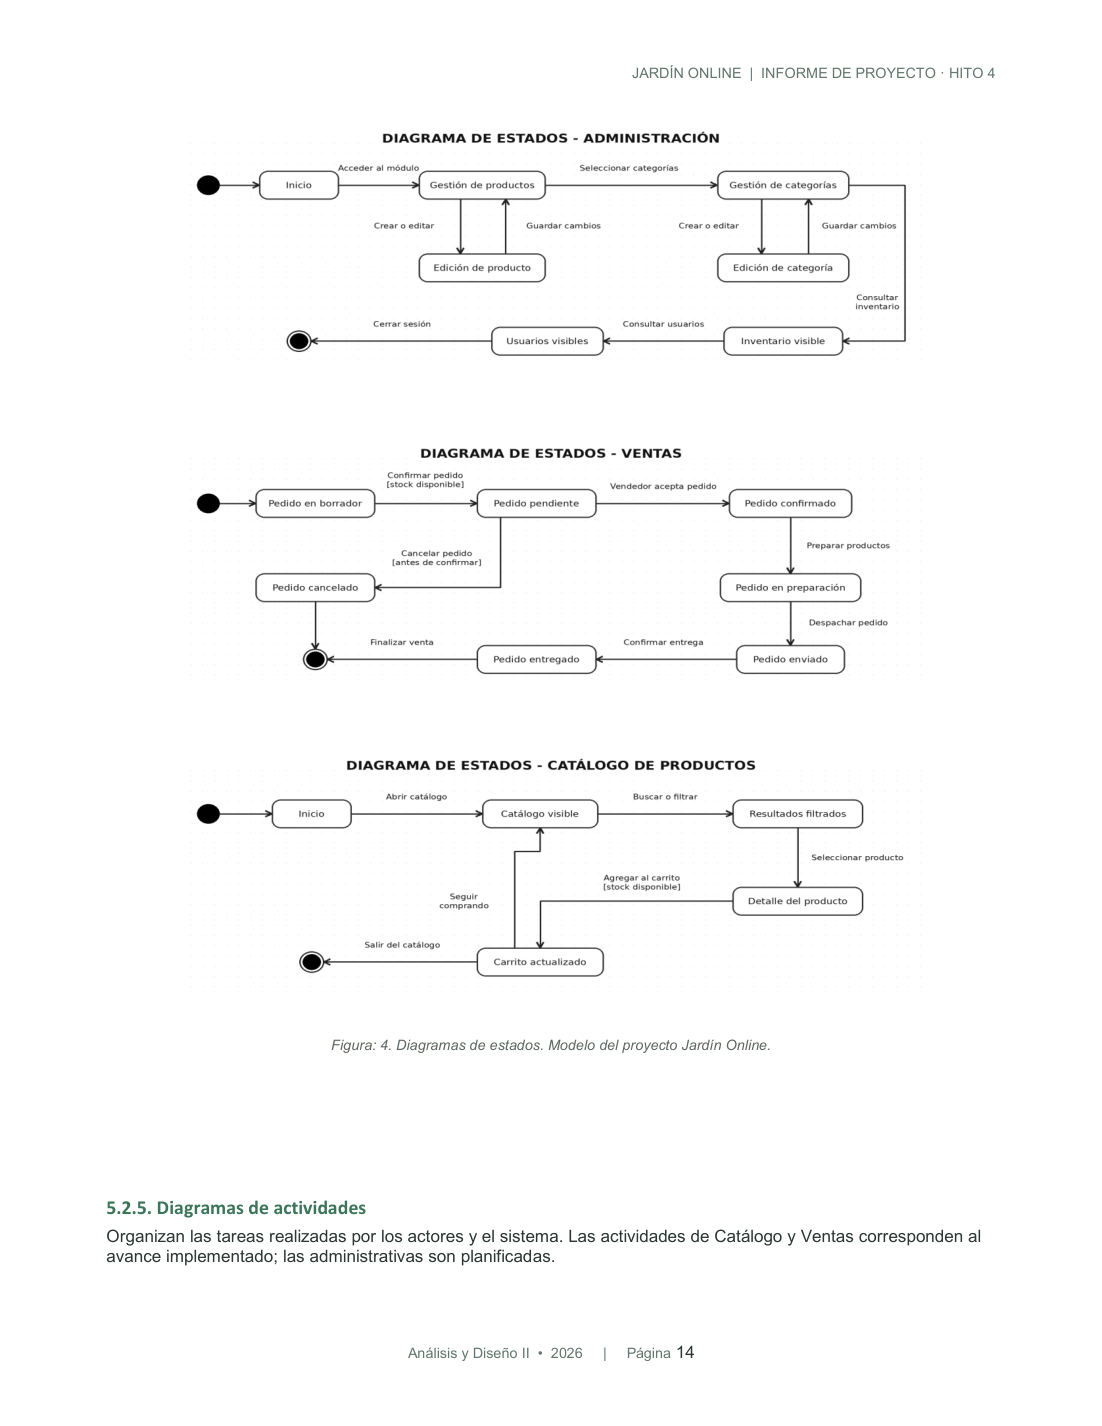 JARDÍN ONLINE | INFORME DE PROYECTO · HITO 4
DIAGRAMA DE ESTADOS - ADMINISTRACIÓN
Acceder al módulo
Seleccionar categorías
Inicio
Gestión de productos
Gestión de categorías
Crear o editar
Guardar cambios
Crear o editar
Guardar cambios
Edición de producto
Edición de categoría
Consultar
inventario
Cerrar sesión
Consultar usuarios
Usuarios visibles
Inventario visible
DIAGRAMA DE ESTADOS - VENTAS
Confirmar pedido
[stock disponible]
Vendedor acepta pedido
Pedido en borrador
Pedido pendiente
Pedido confirmado
Preparar productos
Cancelar pedido
[antes de confirmar]
Pedido cancelado
Pedido en preparación
Despachar pedido
Finalizar venta
Confirmar entrega
Pedido entregado
Pedido enviado
DIAGRAMA DE ESTADOS - CATÁLOGO DE PRODUCTOS
Abrir catálogo
Buscar o filtrar
Inicio
Catálogo visible
Resultados filtrados
Seleccionar producto
Agregar al carrito
[stock disponible]
Seguir
comprando
Detalle del producto
Salir del catálogo
Carrito actualizado
Figura: 4. Diagramas de estados. Modelo del proyecto Jardín Online.
5.2.5. Diagramas de actividades
Organizan las tareas realizadas por los actores y el sistema. Las actividades de Catálogo y Ventas corresponden al
avance implementado; las administrativas son planificadas.
Análisis y Diseño II • 2026 | Página 14